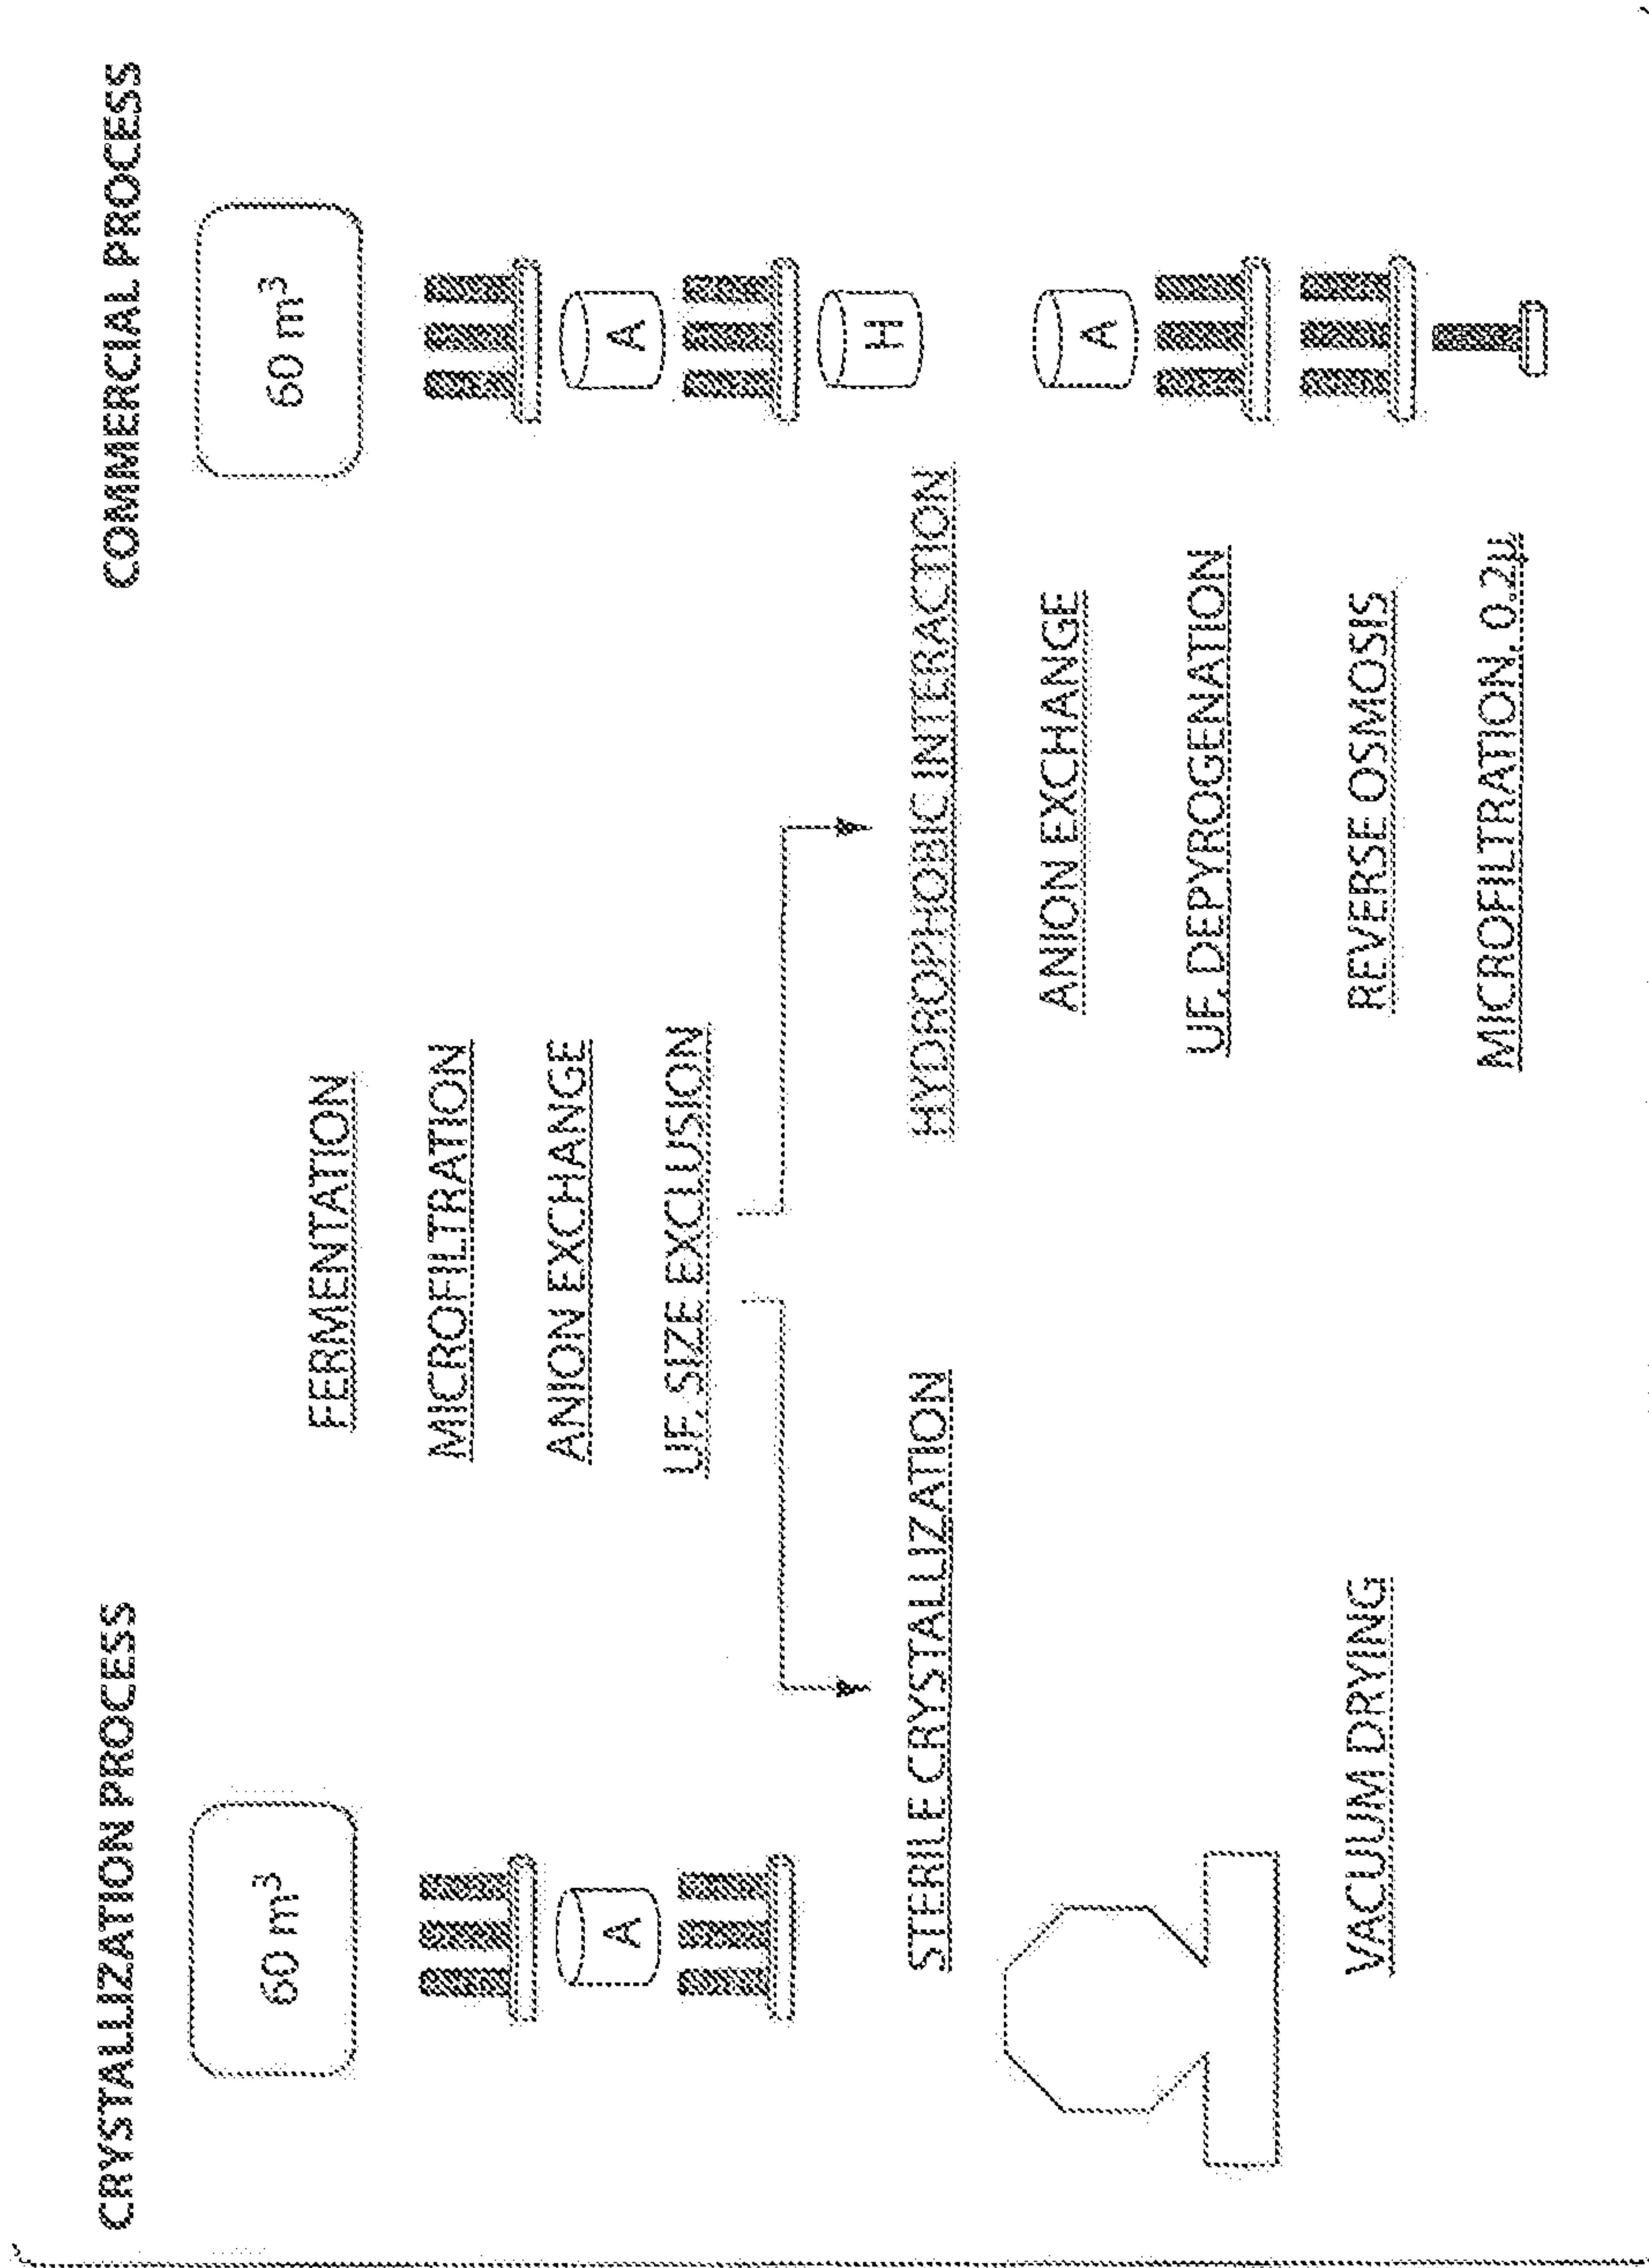 CRYSTALLIZATION PROCESS
COMMERCIAL PROCESS
60 m³
60 m³
FERMENTATION
MICROFILTRATION
A
ANION EXCHANGE
A
UF, SIZE EXCLUSION
H
STERILE CRYSTALLIZATION
HYDROPHOBIC INTERACTION
ANION EXCHANGE
A
UF, DEPYROGENATION
VACUUM DRYING
REVERSE OSMOSIS
MICROFILTRATION, 0.2µ